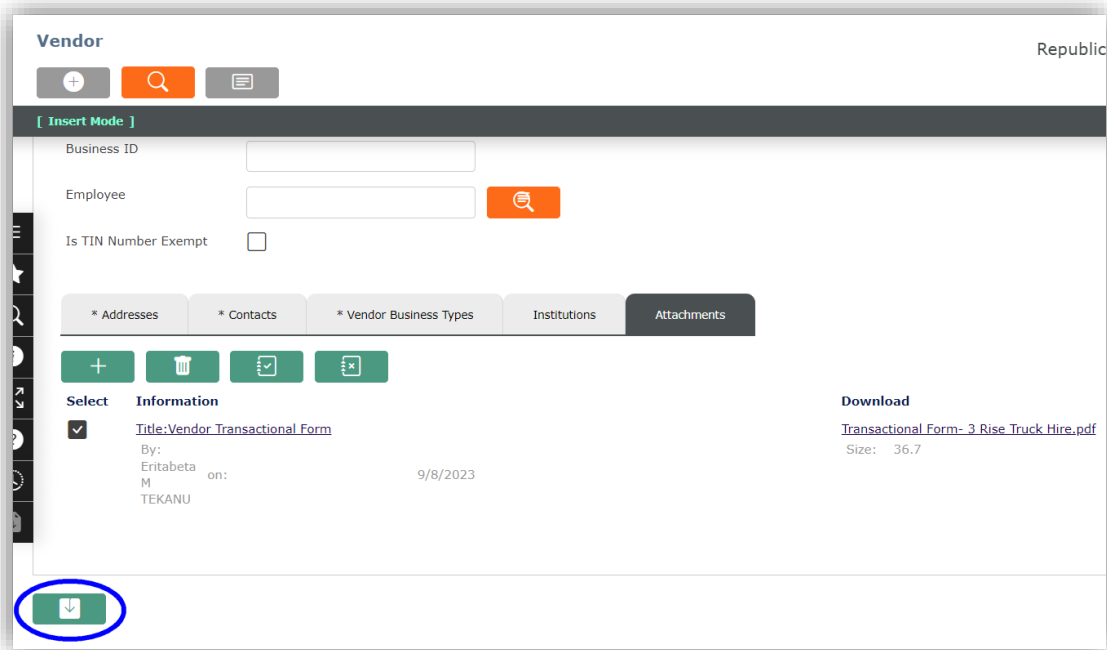 Vendor
Republic
[ Insert Mode ]
Business ID
Employee
Is TIN Number Exempt
* Addresses * Contacts * Vendor Business Types Institutions Attachments
Select Information Download
Title:Vendor Transactional Form Transactional Form- 3 Rise Truck Hire.pdf
By: Size: 36.7
Eritabeta
on: 9/8/2023
M
TEKANU